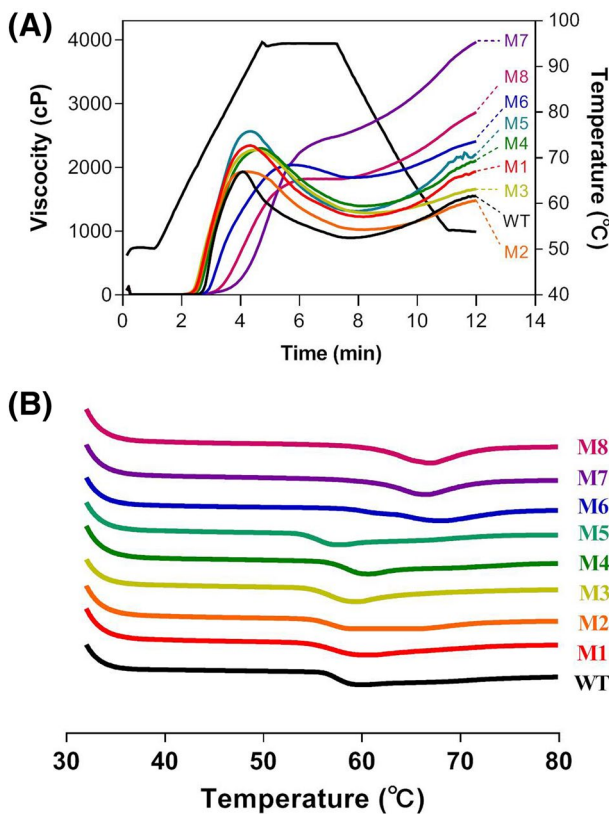 (A)
4000
3000
2000
1000
0
Viscocity (cP)
100
90
80
70
60
50
40
Temperature (°C)
M7
M8
M6
M5
M4
M1
M3
WT
M2
0 2 4 6 8 10 12 14
Time (min)
(B)
M8
M7
M6
M5
M4
M3
M2
M1
WT
30 40 50 60 70 80
Temperature (°C)